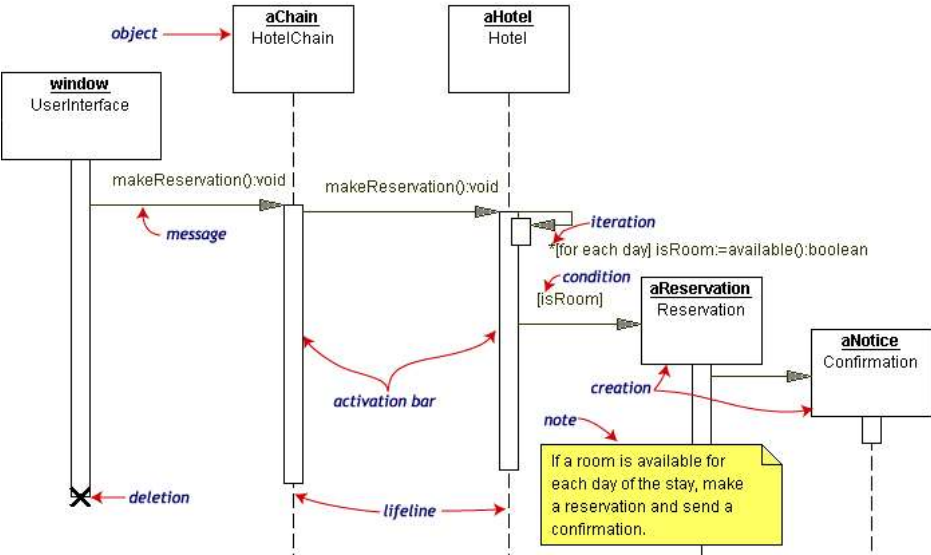 object
aChain
HotelChain
aHotel
Hotel
window
UserInterface
makeReservation():void
makeReservation():void
message
iteration
*[for each day] isRoom:=available():boolean
condition
[isRoom]
aReservation
Reservation
aNotice
Confirmation
activation bar
creation
note
If a room is available for
each day of the stay, make
a reservation and send a
confirmation.
deletion
lifeline